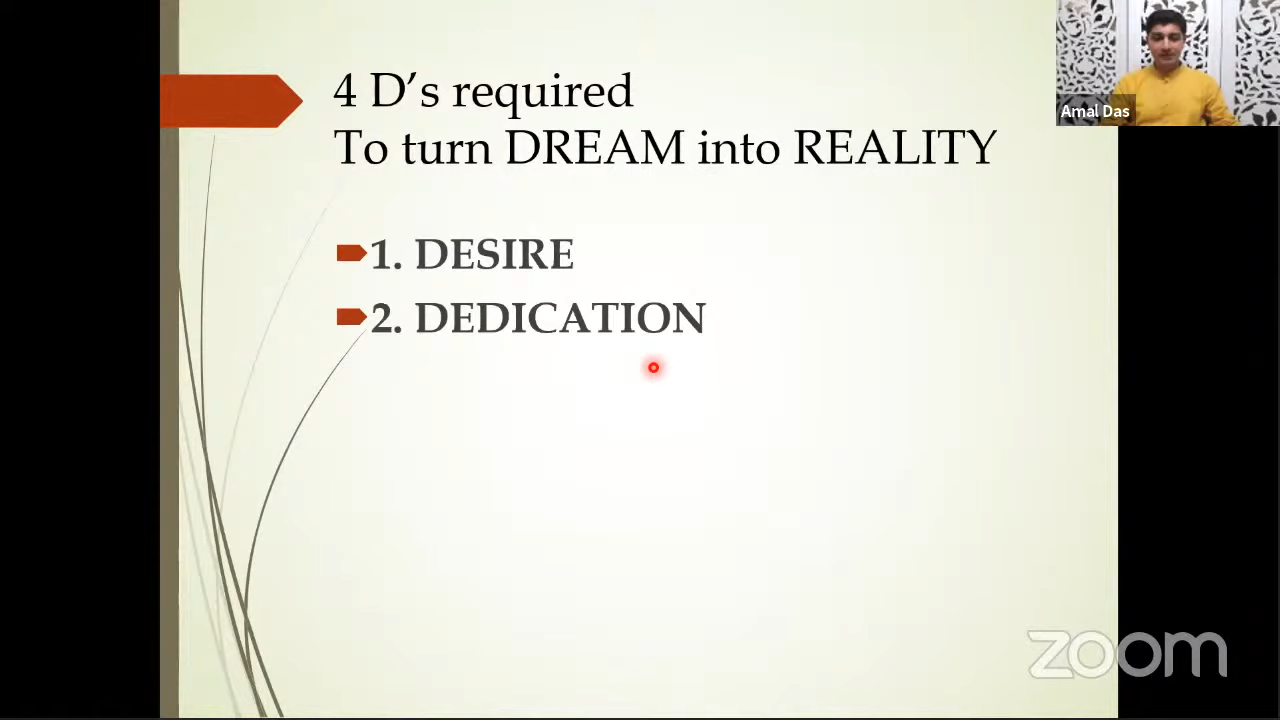 4 D’s required
To turn DREAM into REALITY
1. DESIRE
2. DEDICATION
Amal Das
zoom